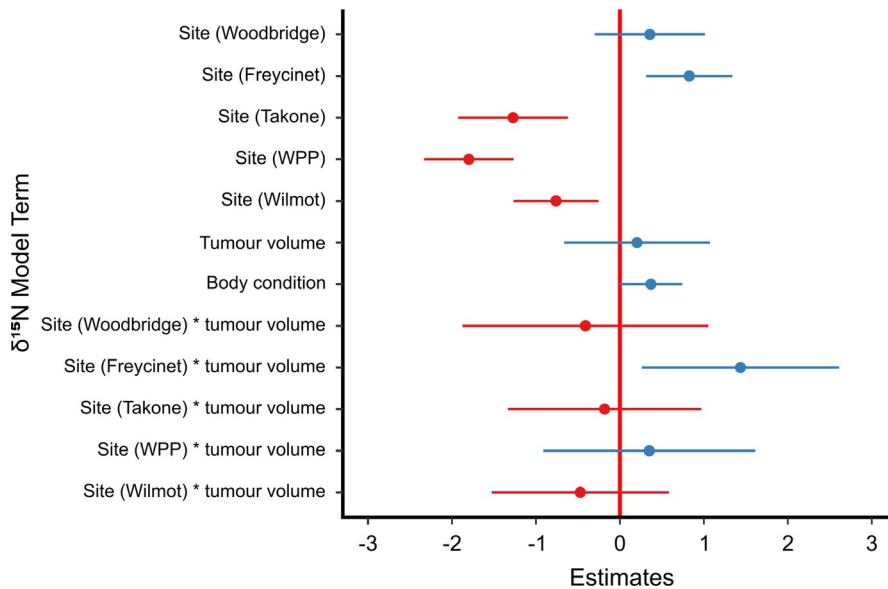 δ¹⁵N Model Term
Site (Woodbridge)
Site (Freycinet)
Site (Takone)
Site (WPP)
Site (Wilmot)
Tumour volume
Body condition
Site (Woodbridge) * tumour volume
Site (Freycinet) * tumour volume
Site (Takone) * tumour volume
Site (WPP) * tumour volume
Site (Wilmot) * tumour volume
-3 -2 -1 0 1 2 3
Estimates